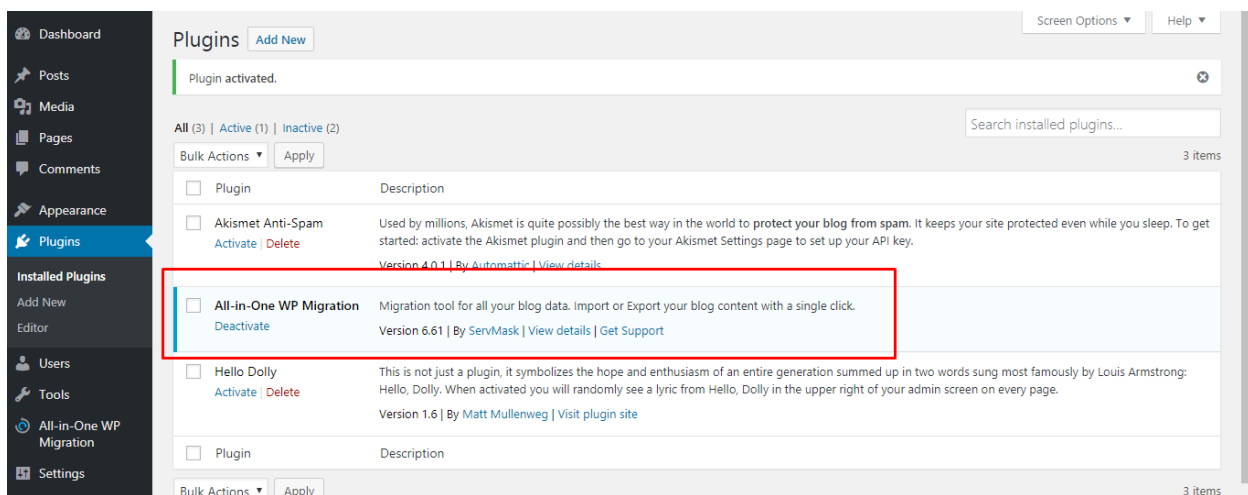 Screen Options ▼ Help ▼
Dashboard
Plugins Add New
Posts
Plugin activated.
Media
Pages
Comments
Appearance
Plugins
Installed Plugins
Add New
Editor
Users
Tools
All-in-One WP
Migration
Settings
All (3) | Active (1) | Inactive (2)
Search installed plugins...
Bulk Actions ▼ Apply
3 items
Plugin Description
Akismet Anti-Spam
Activate | Delete
Used by millions, Akismet is quite possibly the best way in the world to protect your blog from spam. It keeps your site protected even while you sleep. To get
started: activate the Akismet plugin and then go to your Akismet Settings page to set up your API key.
Version 4.0.1 | By Automattic | View details
All-in-One WP Migration
Deactivate
Migration tool for all your blog data. Import or Export your blog content with a single click.
Version 6.61 | By ServMask | View details | Get Support
Hello Dolly
Activate | Delete
This is not just a plugin, it symbolizes the hope and enthusiasm of an entire generation summed up in two words sung most famously by Louis Armstrong:
Hello, Dolly. When activated you will randomly see a lyric from Hello, Dolly in the upper right of your admin screen on every page.
Version 1.6 | By Matt Mullenweg | Visit plugin site
Plugin Description
Bulk Actions ▼ Apply
3 items